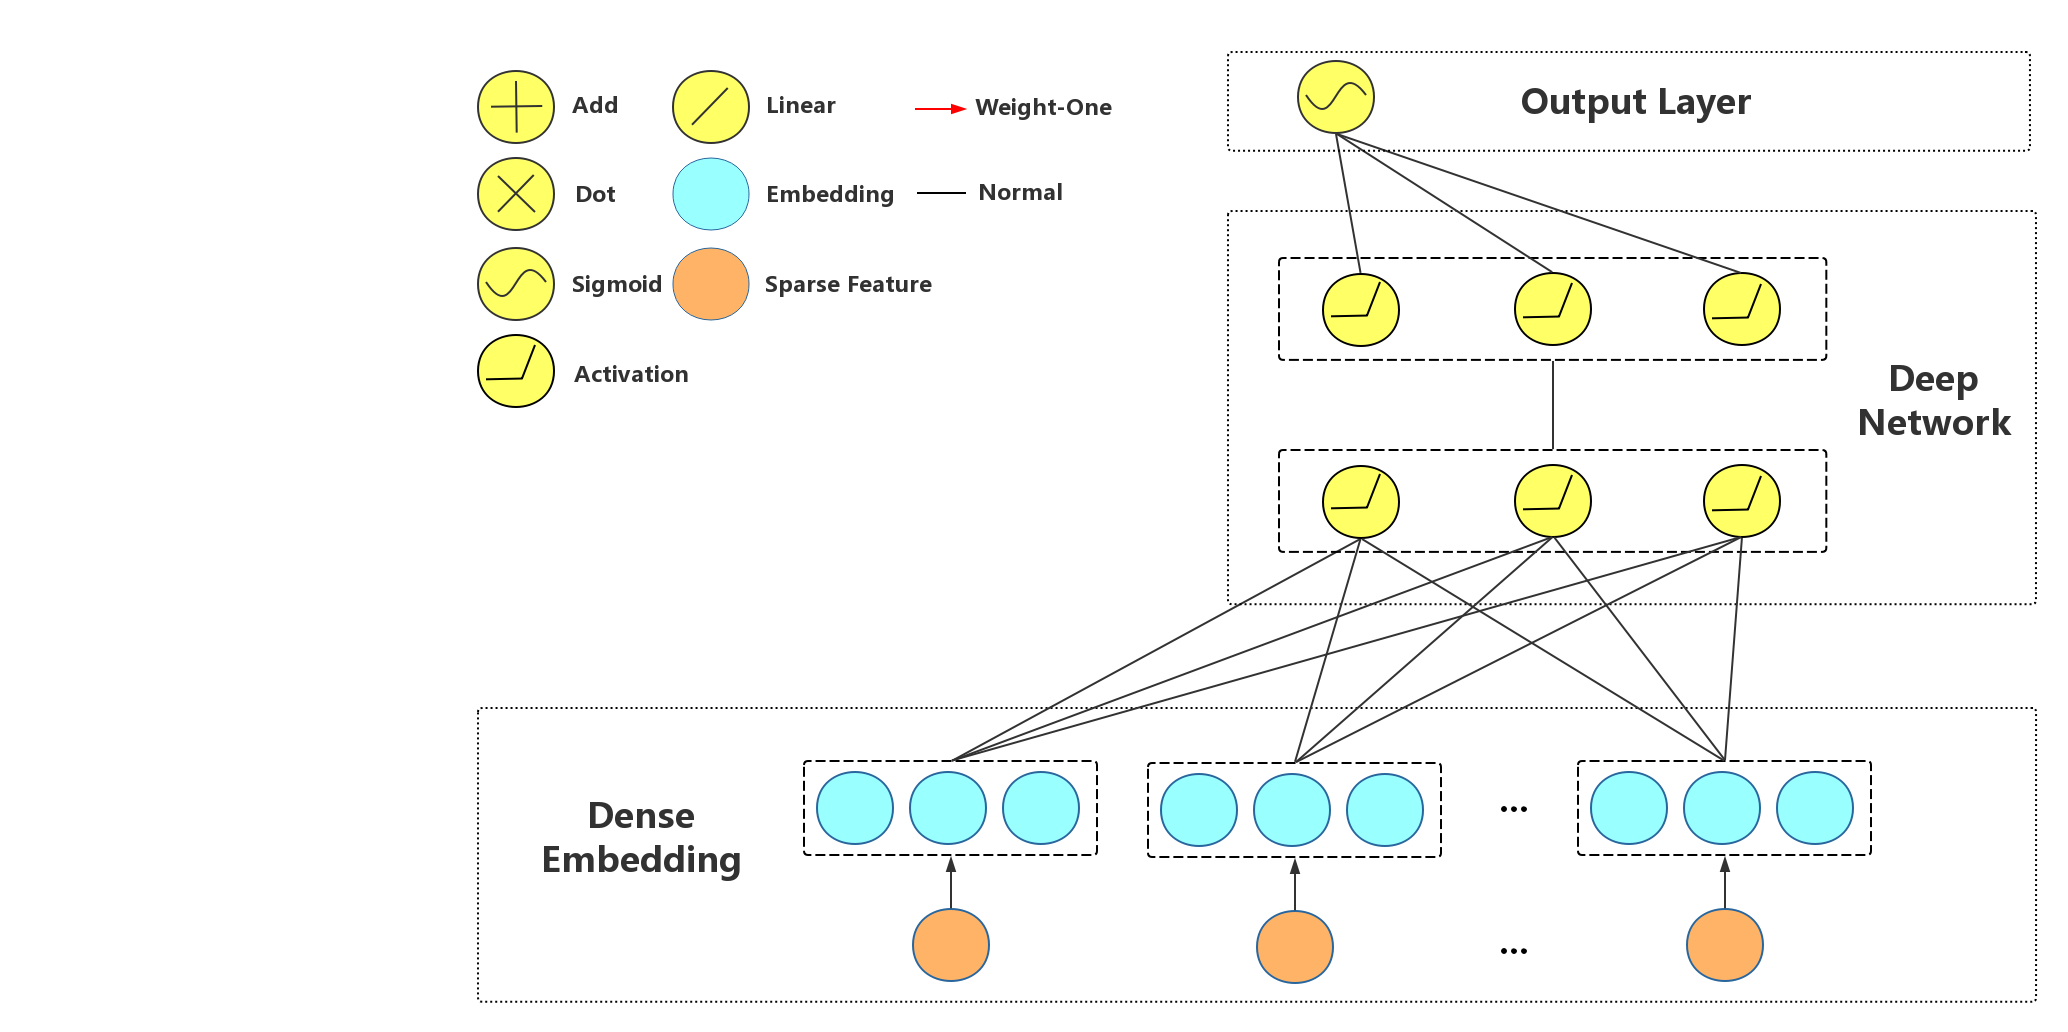 Add
Linear
Weight-One
Dot
Embedding
Normal
Sigmoid
Sparse Feature
Activation
Output Layer
Deep
Network
Dense
Embedding
...
...